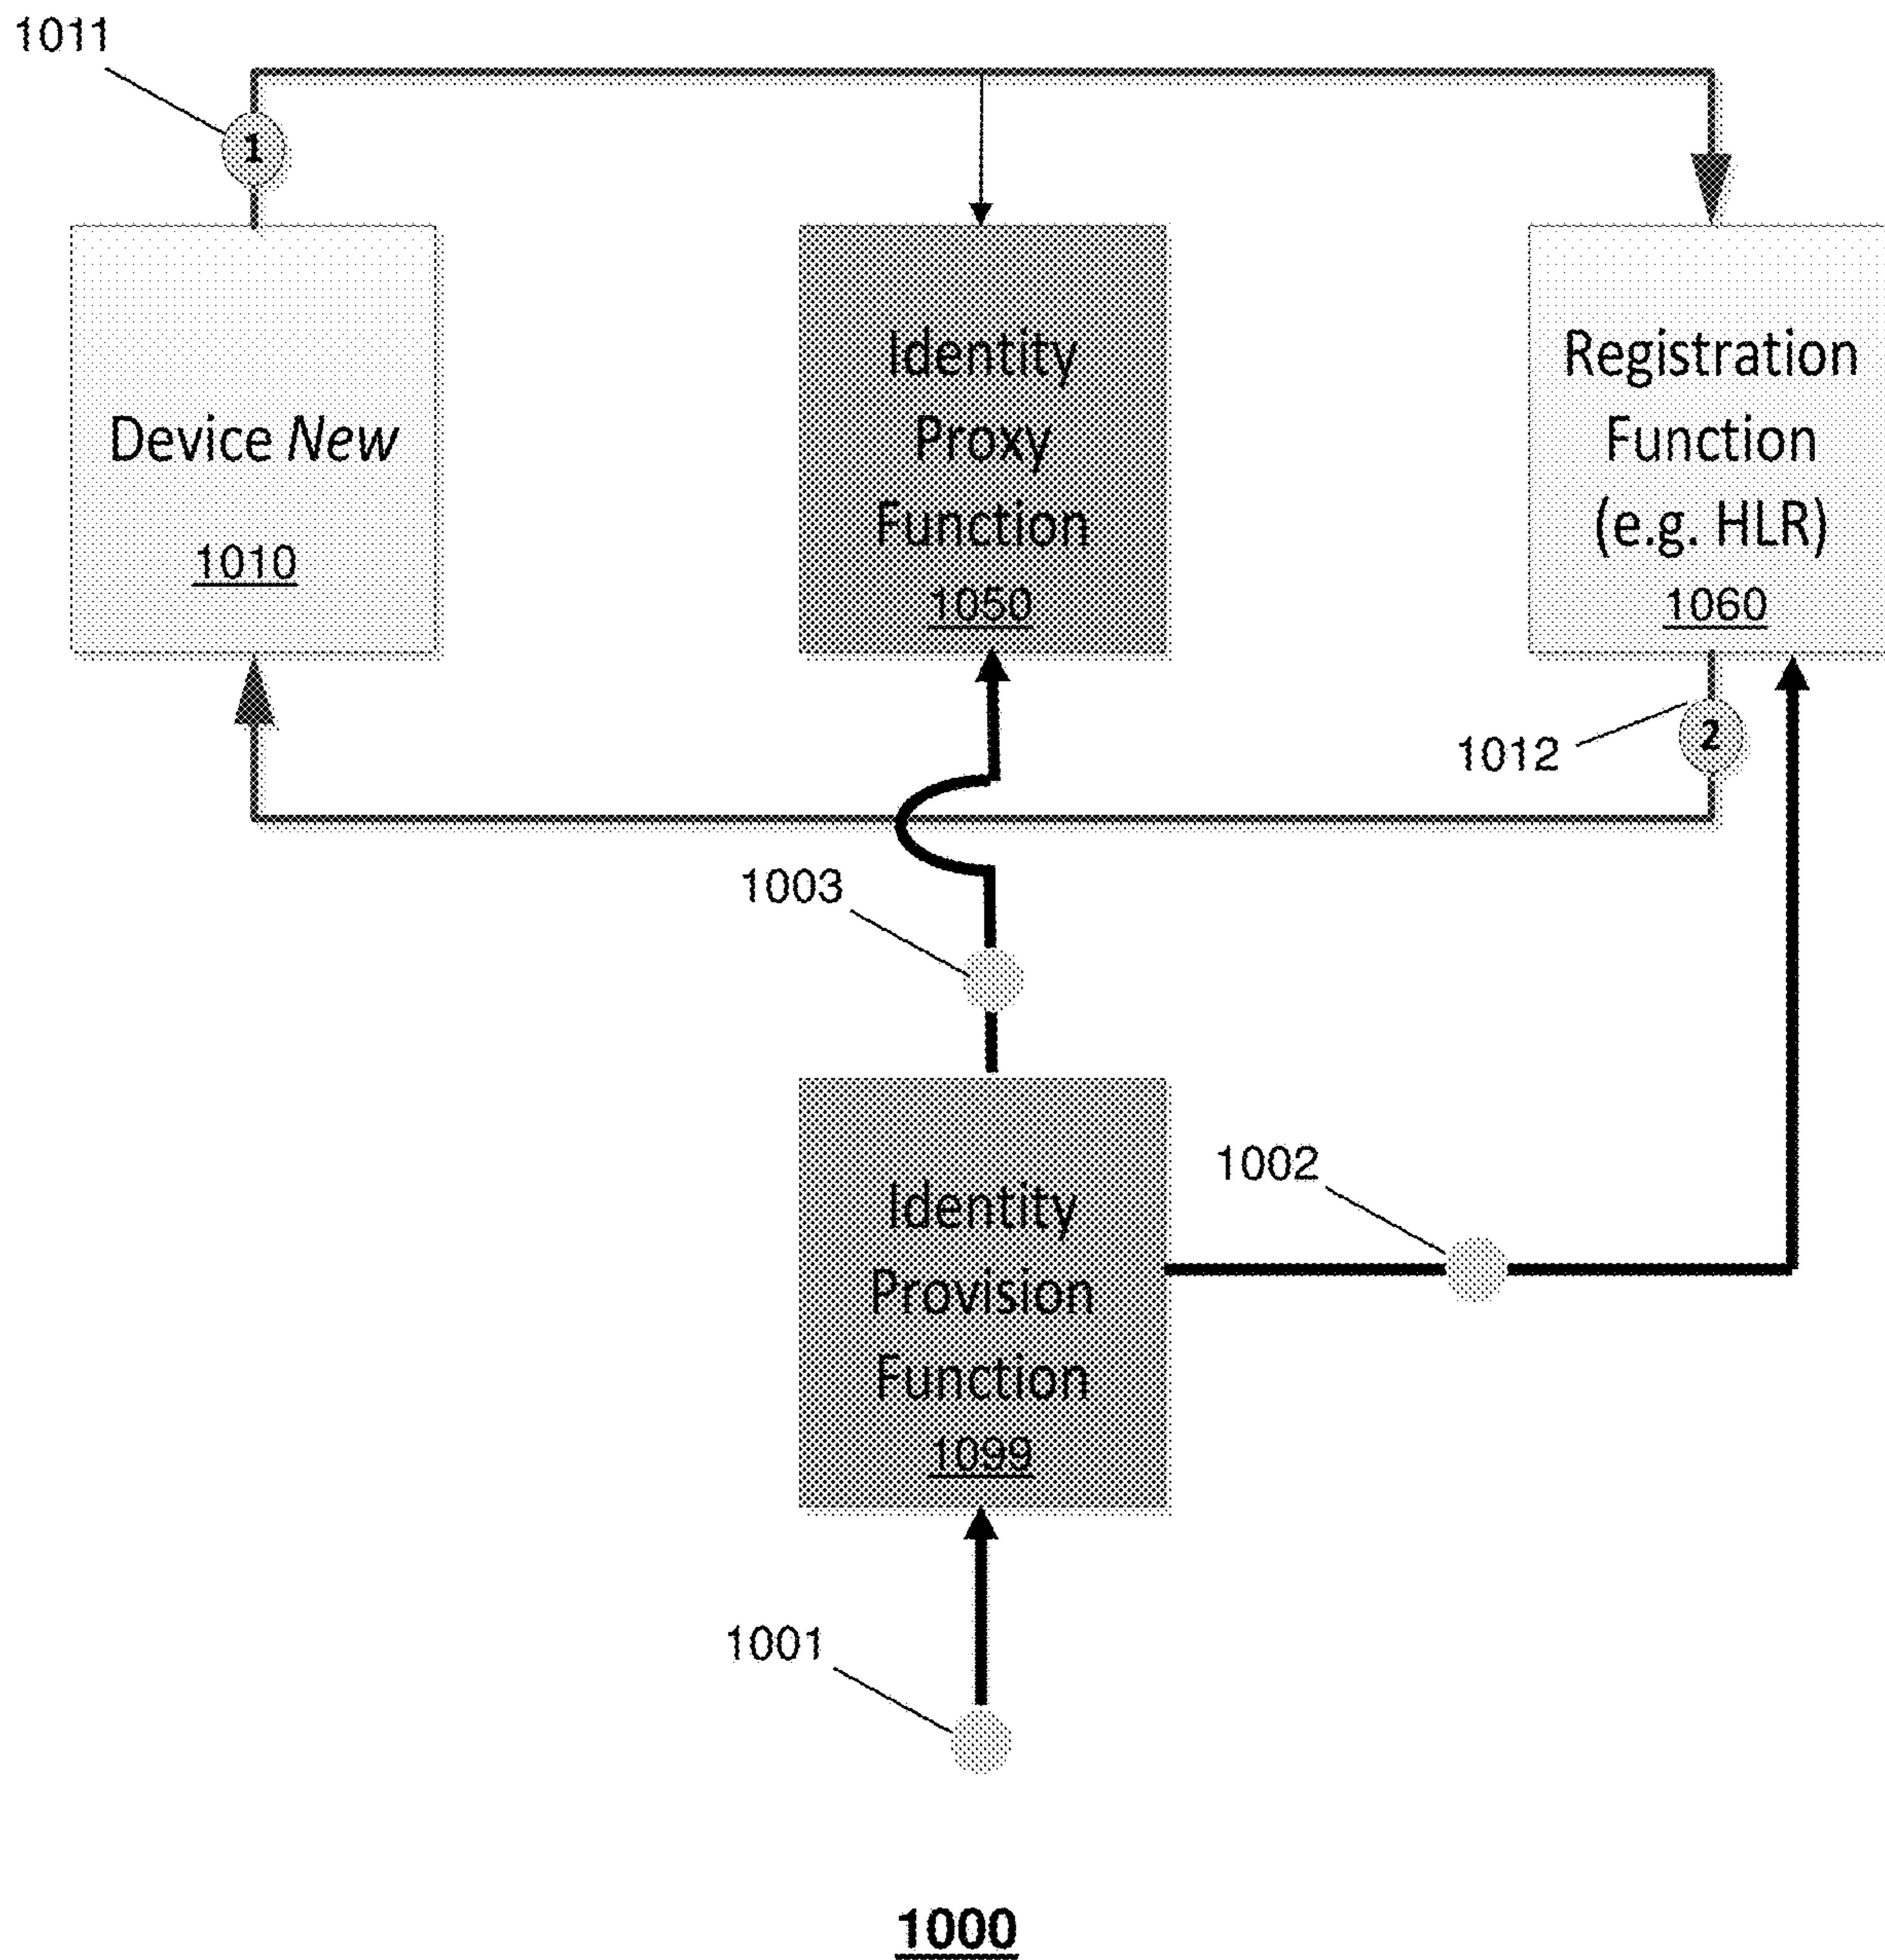 1011
1
Device New
1010
Identity
Proxy
Function
1050
Registration
Function
(e.g. HLR)
1060
1012
2
1003
1002
Identity
Provision
Function
1099
1001
1000